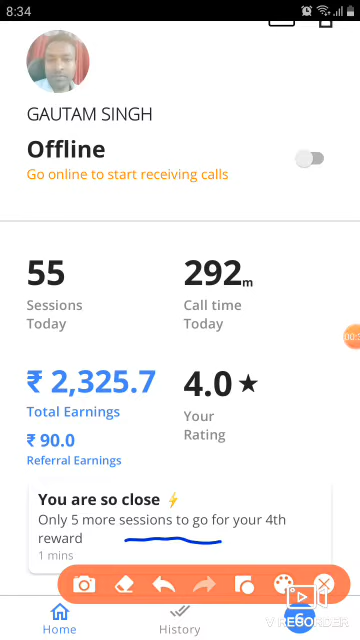 8:34
GAUTAM SINGH
Offline
Go online to start receiving calls
55
Sessions
Today
292m
Call time
Today
₹ 2,325.7
Total Earnings
₹ 90.0
Referral Earnings
4.0 ★
Your
Rating
You are so close ⚡
Only 5 more sessions to go for your 4th
reward
1 mins
Home
History
6
V RECORDER